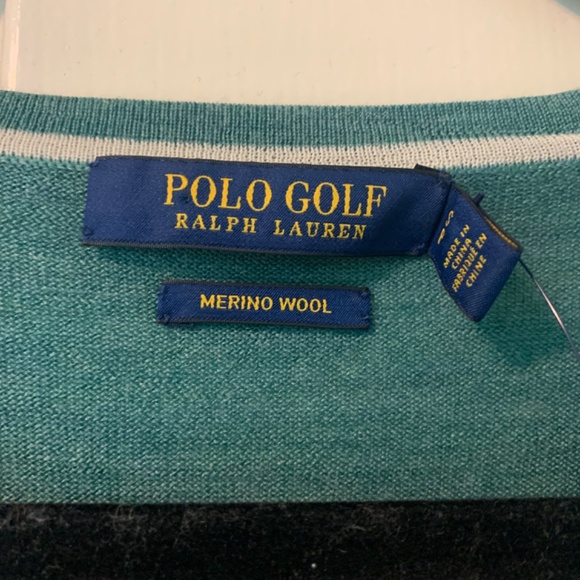 POLO GOLF
RALPH LAUREN
MERINO WOOL
MADE IN
CHINA
FABRIQUÉ EN
CHINE